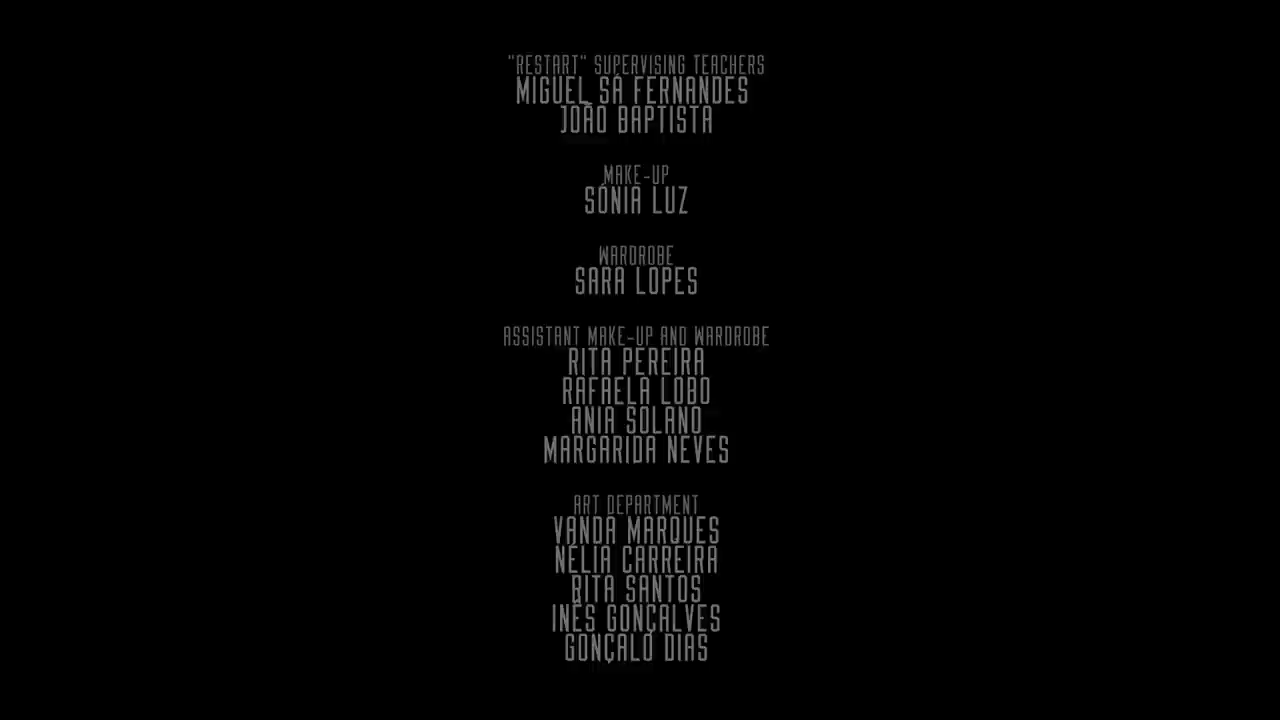 "RESTART" SUPERVISING TEACHERS
MIGUEL SÁ FERNANDES
JOÃO BAPTISTA
MAKE-UP
SÓNIA LUZ
WARDROBE
SARA LOPES
ASSISTANT MAKE-UP AND WARDROBE
RITA PEREIRA
RAFAELA LOBO
ANIA SOLANO
MARGARIDA NEVES
ART DEPARTMENT
VANDA MARQUES
NÉLIA CARREIRA
RITA SANTOS
INÊS GONÇALVES
GONÇALO DIAS